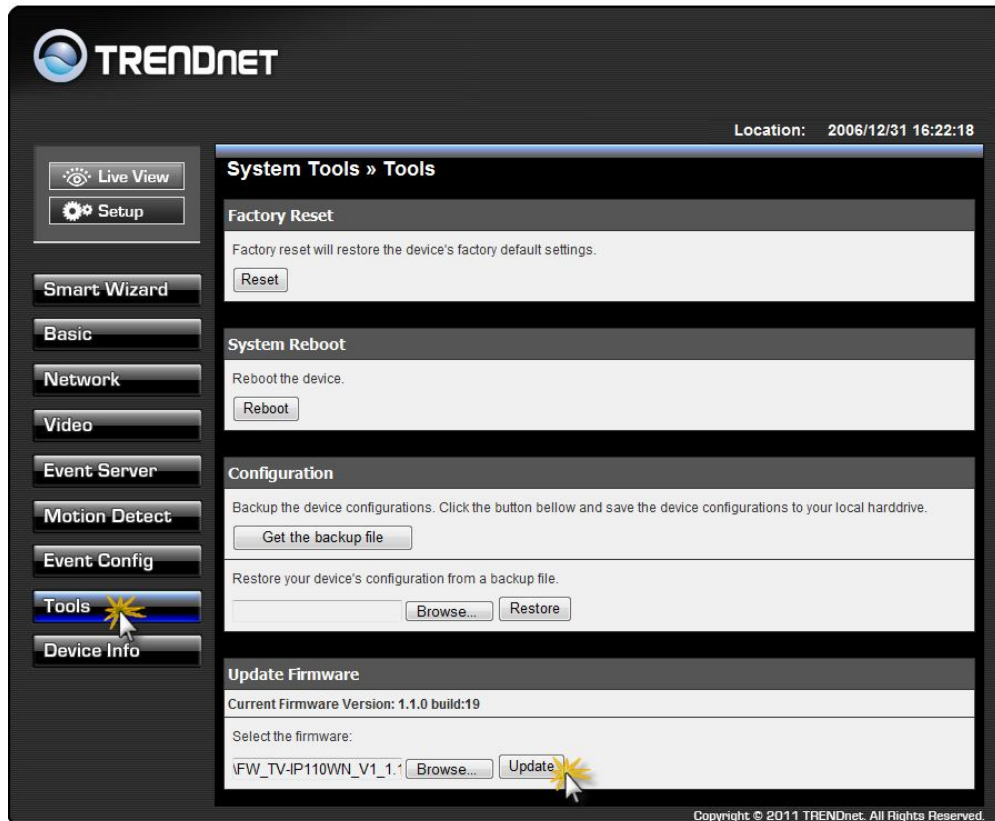 TRENDNET
Location: 2006/12/31 16:22:18
Live View
Setup
Smart Wizard
Basic
Network
Video
Event Server
Motion Detect
Event Config
Tools
Device Info
System Tools » Tools
Factory Reset
Factory reset will restore the device's factory default settings.
Reset
System Reboot
Reboot the device.
Reboot
Configuration
Backup the device configurations. Click the button bellow and save the device configurations to your local harddrive.
Get the backup file
Restore your device's configuration from a backup file.
Browse... Restore
Update Firmware
Current Firmware Version: 1.1.0 build:19
Select the firmware:
\FW_TV-IP110WN_V1_1.1 Browse... Update
Copyright © 2011 TRENDnet. All Rights Reserved.